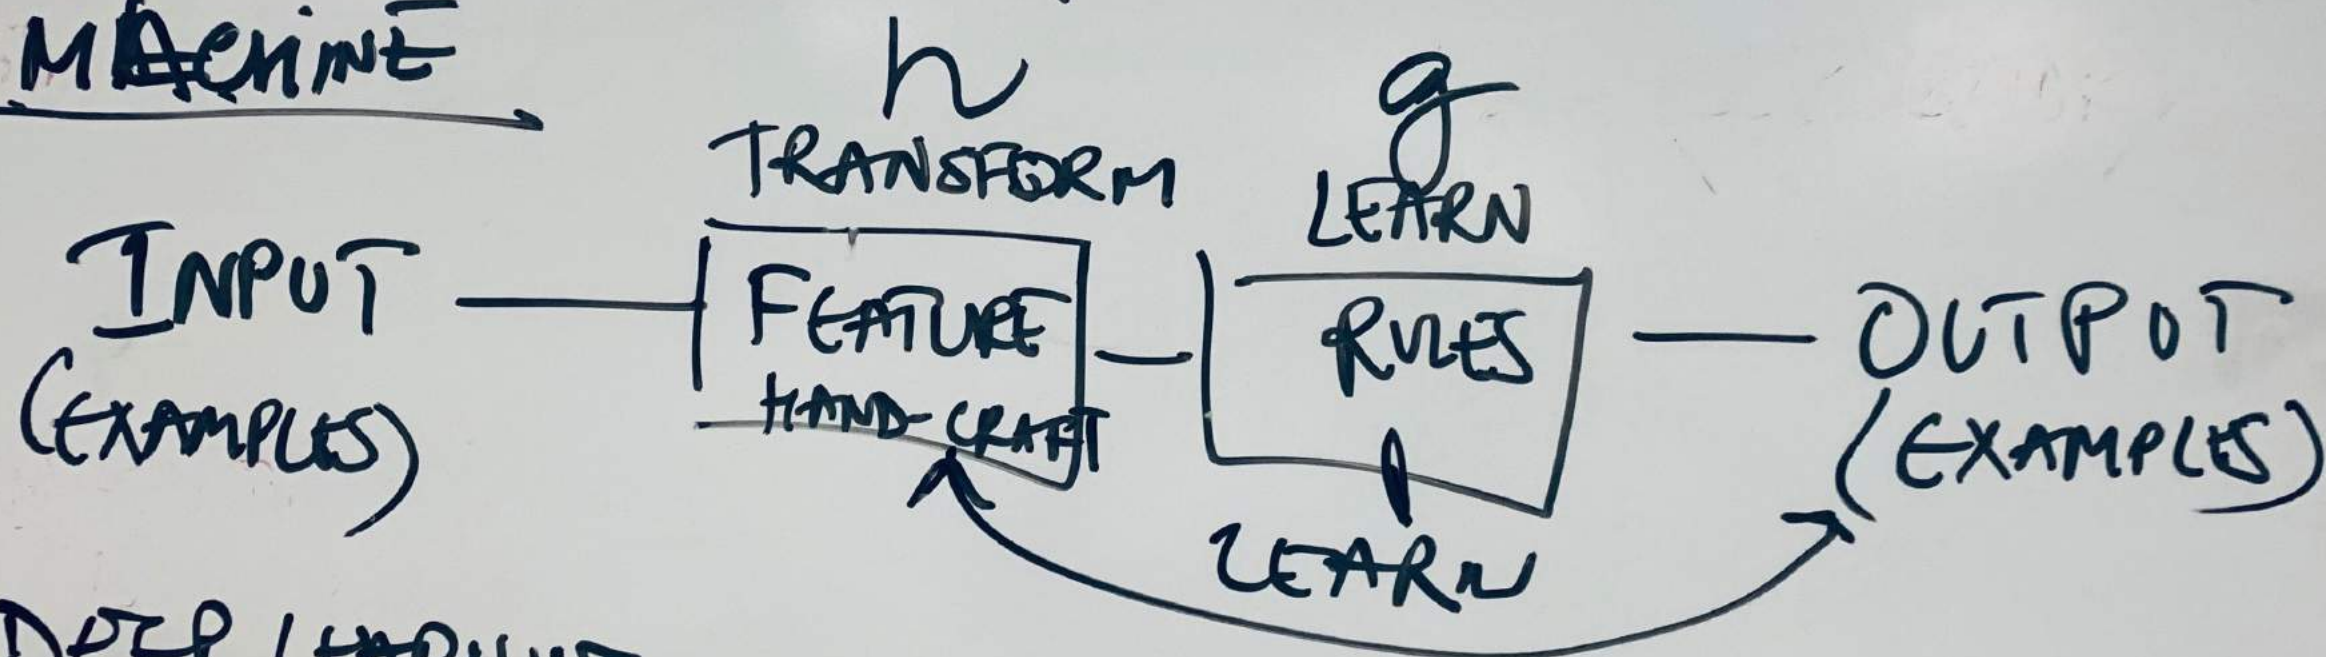 MACHINE
h
g
TRANSFORM
LEARN
INPUT
FEATURE
RULES
OUTPUT
(EXAMPLES)
HAND-CRAFT
(EXAMPLES)
LEARN